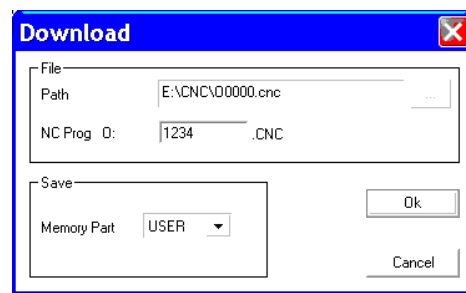 Download
File
Path E:\CNC\O0000.cnc ...
NC Prog O: 1234 .CNC
Save
Memory Part USER
Ok
Cancel